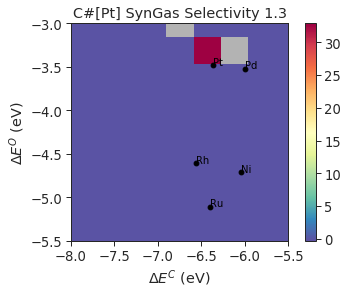 C#[Pt] SynGas Selectivity 1.3
−3.0
−3.5
−4.0
−4.5
−5.0
−5.5
ΔE^O (eV)
Pt
Pd
Rh
Ni
Ru
−8.0 −7.5 −7.0 −6.5 −6.0 −5.5
ΔE^C (eV)
30
25
20
15
10
5
0